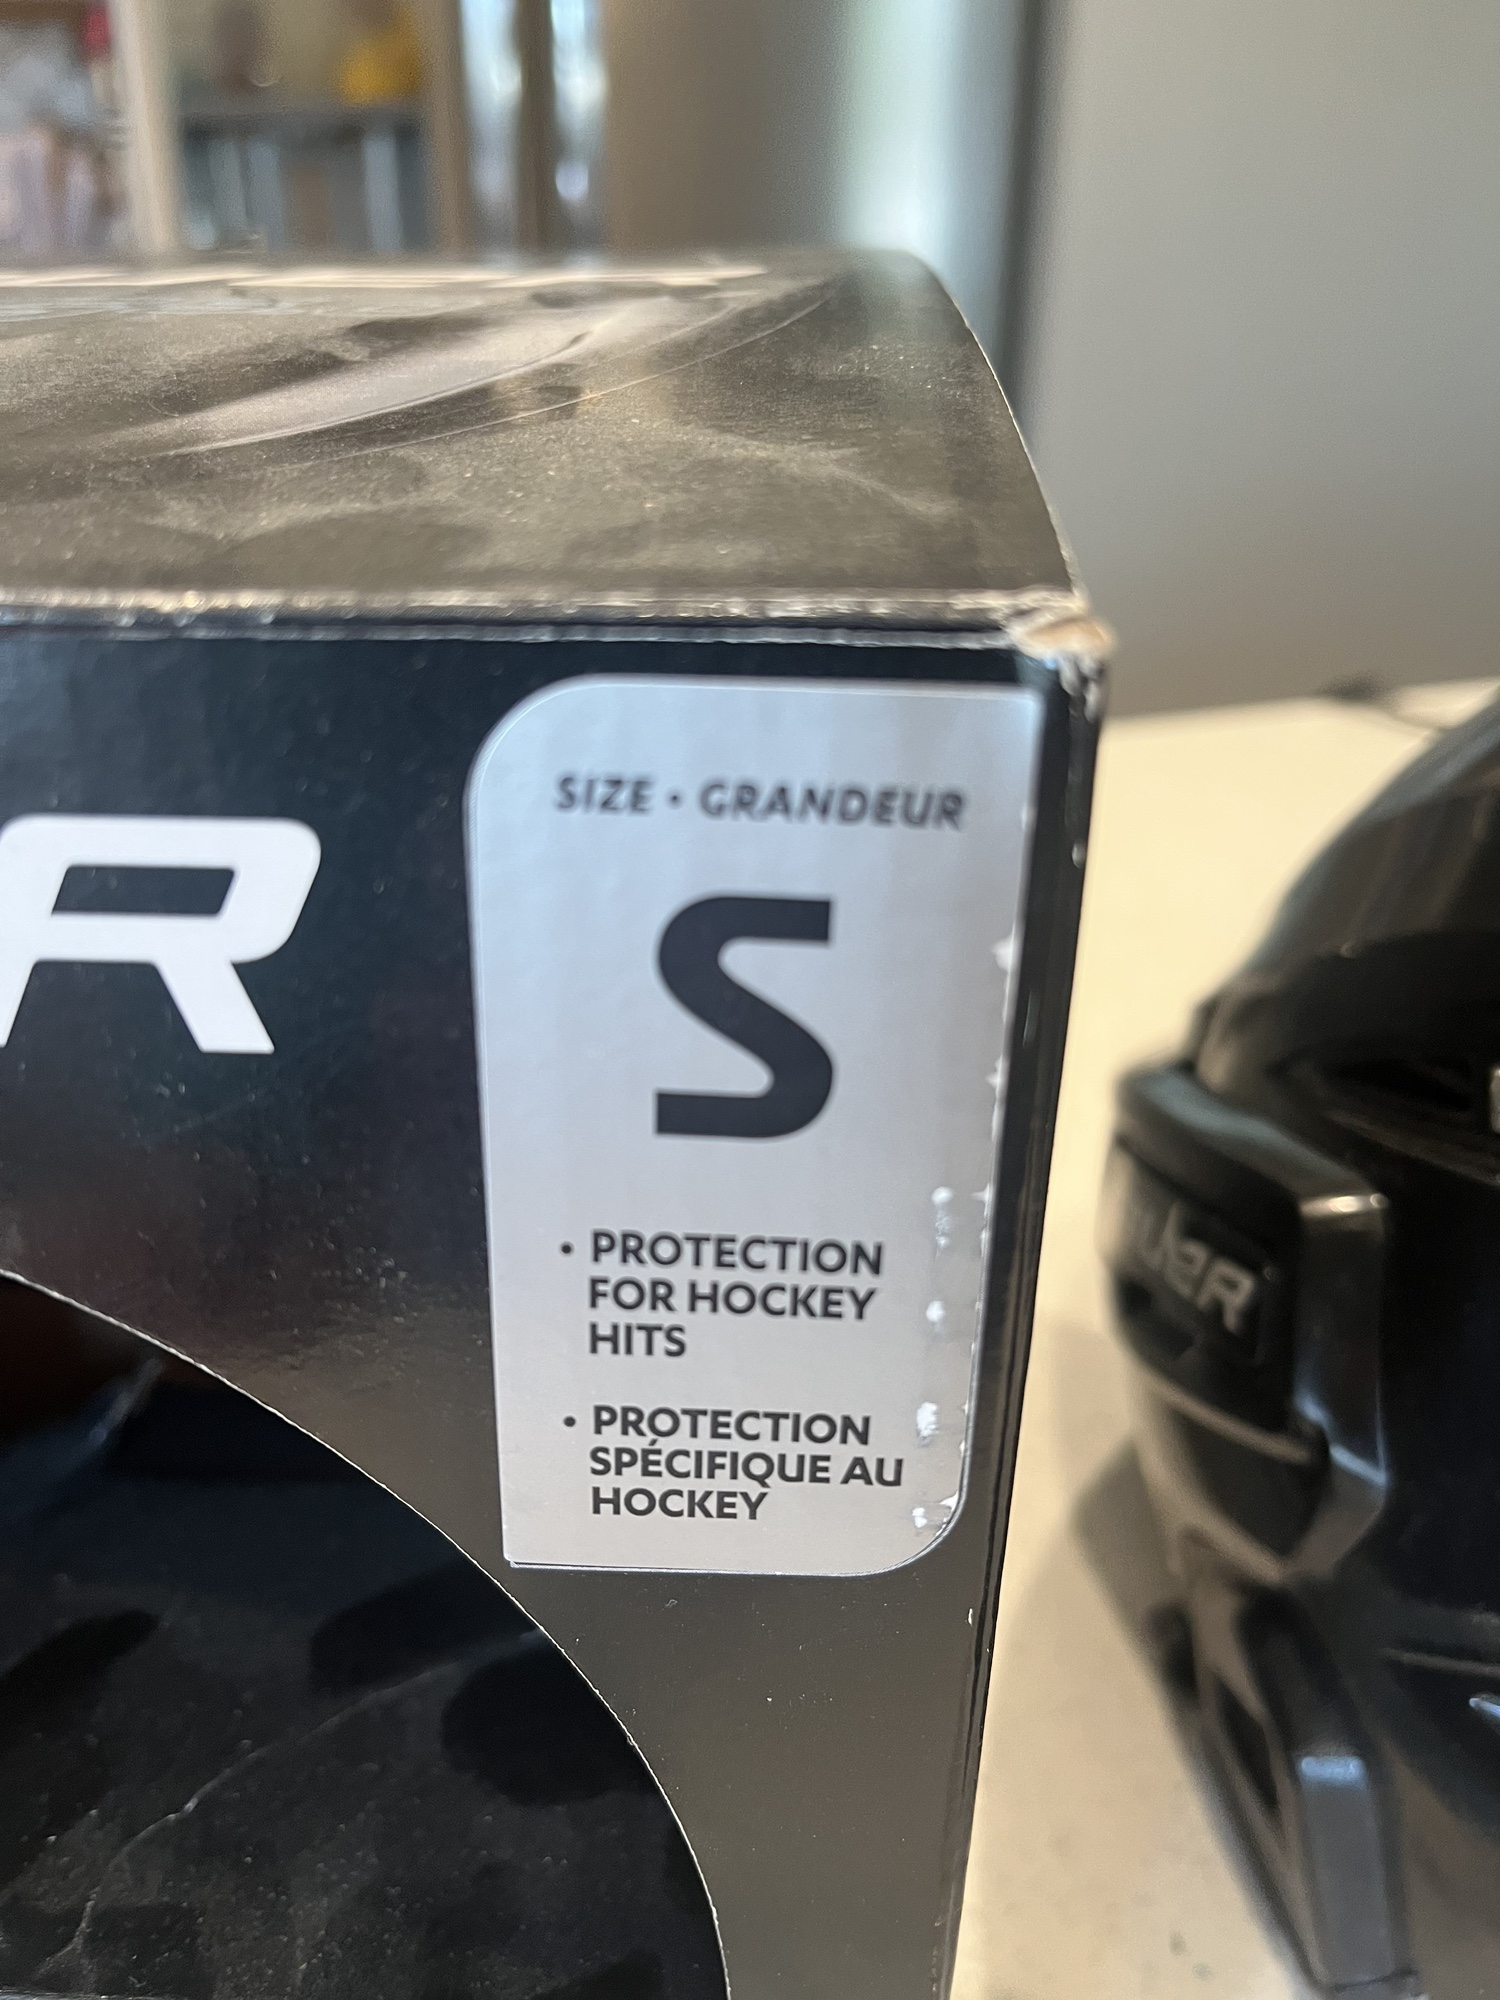 SIZE • GRANDEUR
R
S
• PROTECTION
FOR HOCKEY
HITS
• PROTECTION
SPÉCIFIQUE AU
HOCKEY